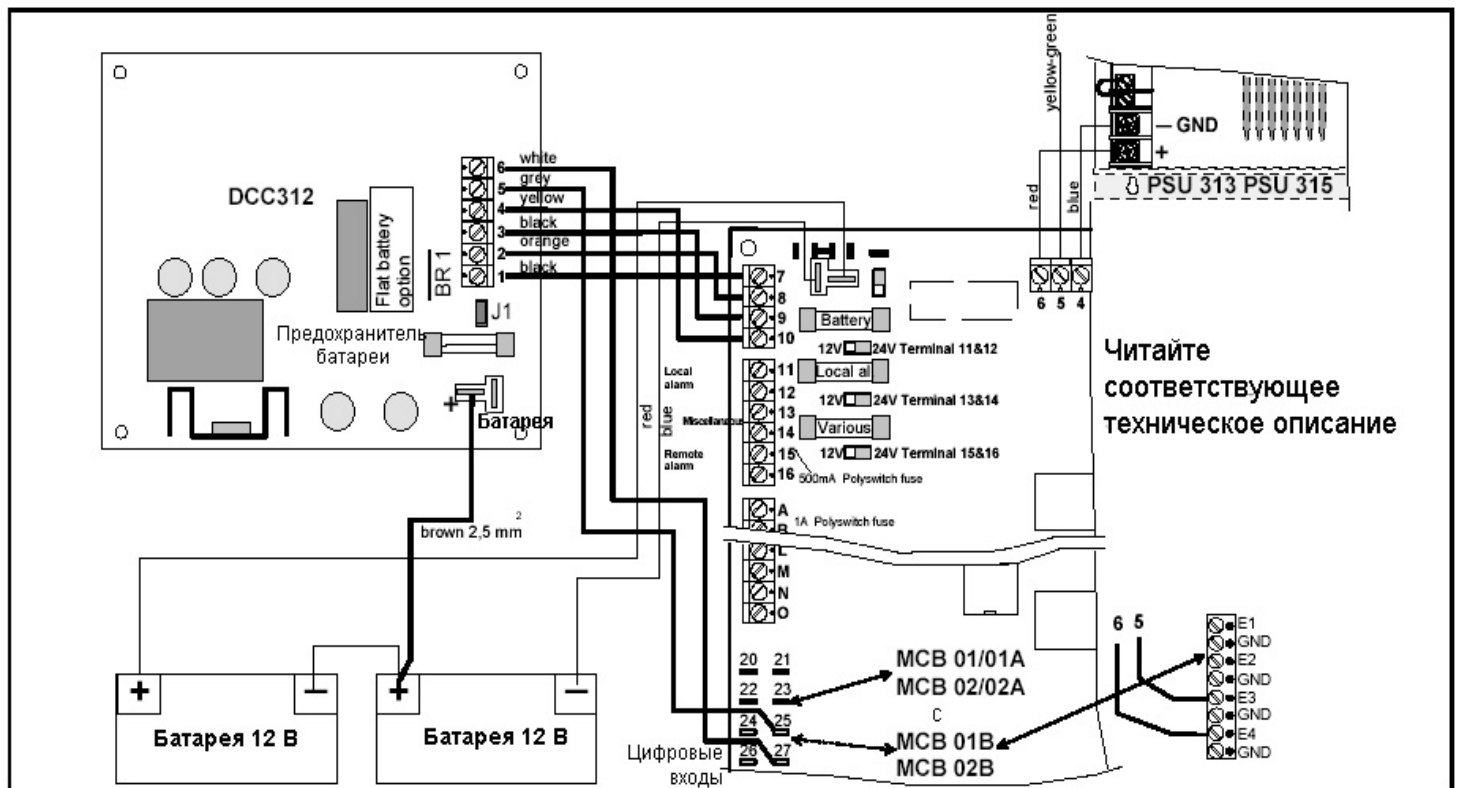 DCC312
Flat battery
option
BR 1
6
5
4
3
2
1
white
grey
yellow
black
orange
black
J1
Предохранитель
батареи
+
Батарея
brown 2,5 mm²
+
–
Батарея 12 В
+
–
Батарея 12 В
red
blue
yellow-green
red
blue
– GND
+
PSU 313 PSU 315
6 5 4
7
8
9
10
Battery
12V 24V Terminal 11&12
Local alarm
11
12
Local al
12V 24V Terminal 13&14
Miscellaneous
13
14
Various
12V 24V Terminal 15&16
Remote alarm
15
16
500mA Polyswitch fuse
A
1A Polyswitch fuse
M
N
O
Читайте
соответствующее
техническое описание
20 21
22 23
24 25
26 27
Цифровые
входы
MCB 01/01A
MCB 02/02A
С
MCB 01B
MCB 02B
6 5
E1
GND
E2
GND
E3
GND
E4
GND